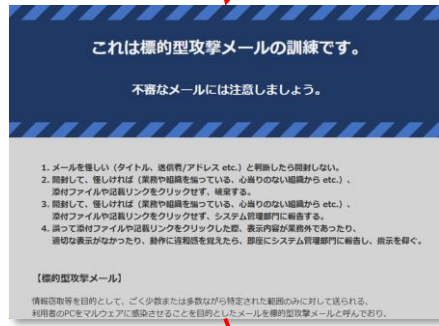 これは標的型攻撃メールの訓練です。
不審なメールには注意しましょう。
1. メールを怪しい（タイトル、送信者/アドレス etc.）と判断したら開封しない。
2. 開封して、怪しければ（業務や組織を騙っている、心当りのない組織から etc.）、
添付ファイルや記載リンクをクリックせず、破棄する。
3. 開封して、怪しければ（業務や組織を騙っている、心当りのない組織から etc.）、
添付ファイルや記載リンクをクリックせず、システム管理部門に報告する。
4. 誤って添付ファイルや記載リンクをクリックした際、表示内容が業務外であったり、
適切な表示がなかったり、動作に違和感を覚えたら、即座にシステム管理部門に報告し、指示を仰ぐ。
【標的型攻撃メール】
情報窃取等を目的として、ごく少数または多数ながら特定された範囲のみに対して送られる、
利用者のPCをマルウェアに感染させることを目的としたメールを標的型攻撃メールと呼んでおり、